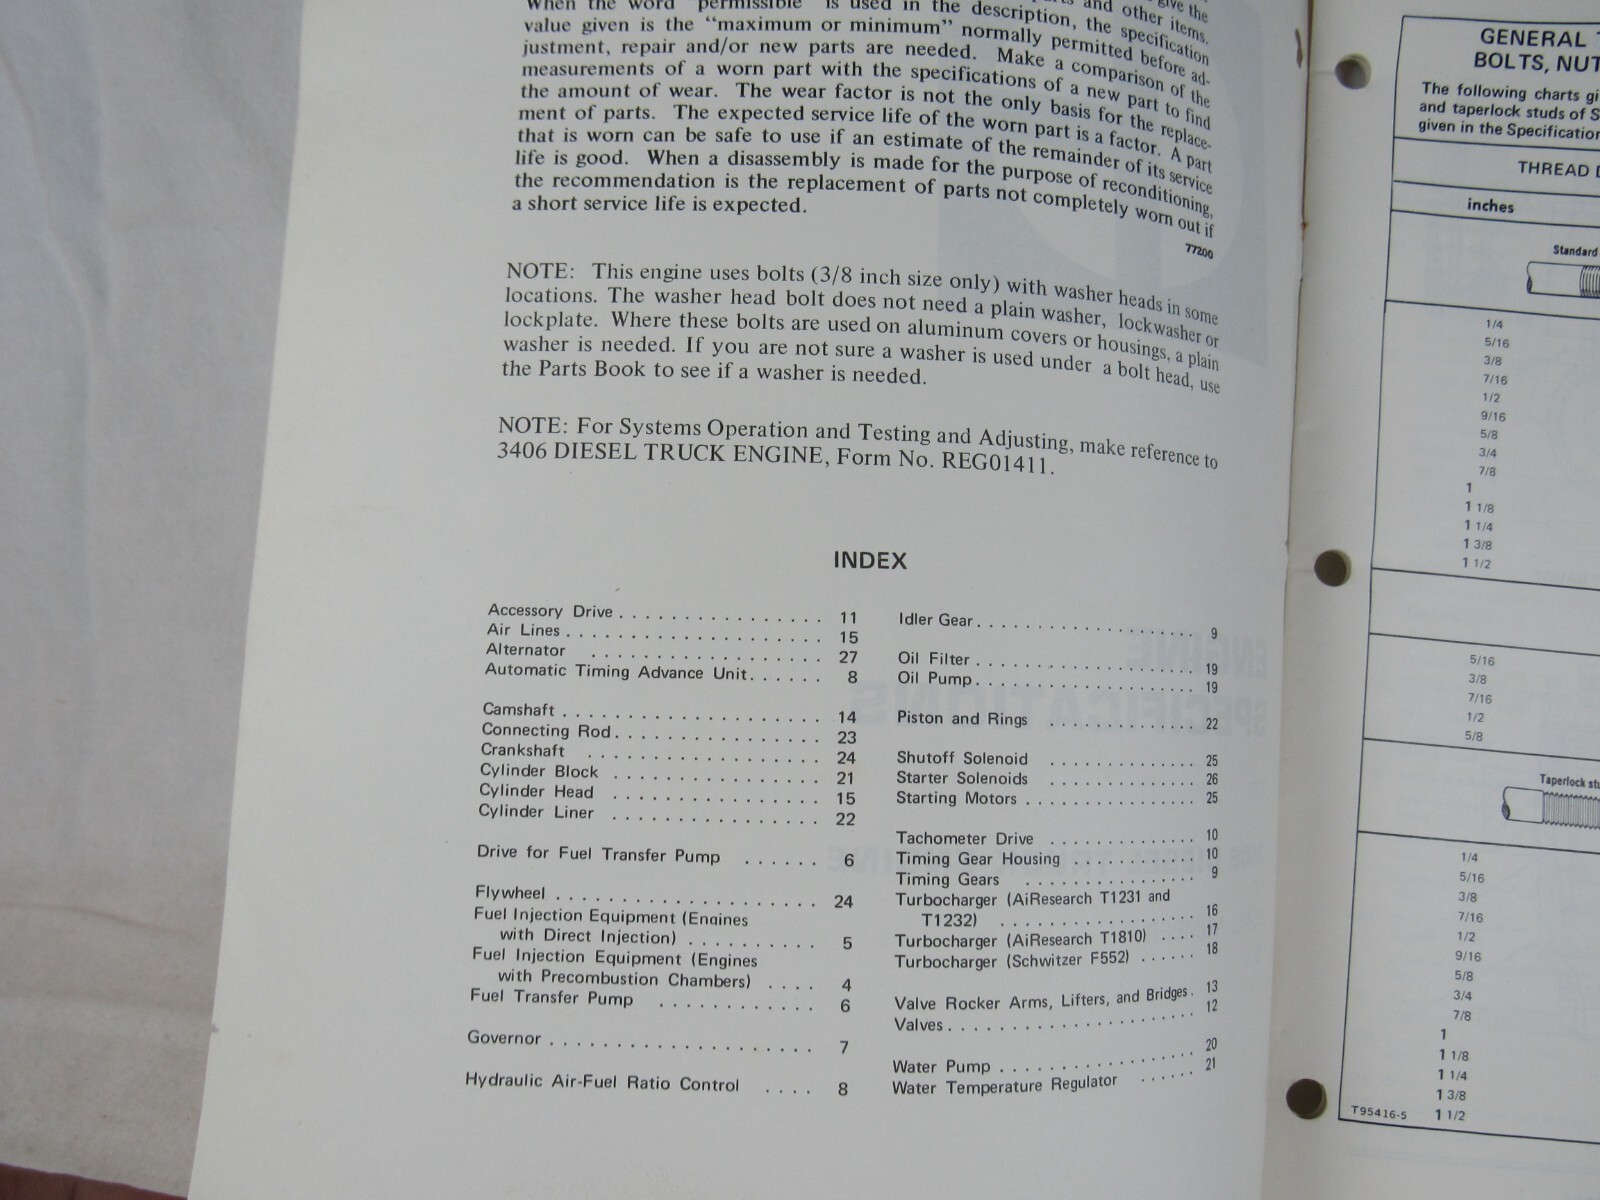 When the word "permissible" is used in the description, the specification
value given is the "maximum or minimum" normally permitted before ad-
justment, repair and/or new parts are needed. Make a comparison of the
measurements of a worn part with the specifications of a new part to find
the amount of wear. The wear factor is not the only basis for the replace-
ment of parts. The expected service life of the worn part is a factor. A part
that is worn can be safe to use if an estimate of the remainder of its service
life is good. When a disassembly is made for the purpose of reconditioning,
the recommendation is the replacement of parts not completely worn out if
a short service life is expected.
77200
NOTE: This engine uses bolts (3/8 inch size only) with washer heads in some
locations. The washer head bolt does not need a plain washer, lockwasher or
lockplate. Where these bolts are used on aluminum covers or housings, a plain
washer is needed. If you are not sure a washer is used under a bolt head, use
the Parts Book to see if a washer is needed.
NOTE: For Systems Operation and Testing and Adjusting, make reference to
3406 DIESEL TRUCK ENGINE, Form No. REG01411.
INDEX
Accessory Drive . . . . . . . . . . . . . . . . 11
Air Lines . . . . . . . . . . . . . . . . . . . . 15
Alternator . . . . . . . . . . . . . . . . . . 27
Automatic Timing Advance Unit . . . . . . 8
Camshaft . . . . . . . . . . . . . . . . . . . . 14
Connecting Rod . . . . . . . . . . . . . . . . 23
Crankshaft . . . . . . . . . . . . . . . . . . 24
Cylinder Block . . . . . . . . . . . . . . . . 21
Cylinder Head . . . . . . . . . . . . . . . . 15
Cylinder Liner . . . . . . . . . . . . . . . . 22
Drive for Fuel Transfer Pump . . . . . . 6
Flywheel . . . . . . . . . . . . . . . . . . . . 24
Fuel Injection Equipment (Engines
with Direct Injection) . . . . . . . . . . 5
Fuel Injection Equipment (Engines
with Precombustion Chambers) . . . . 4
Fuel Transfer Pump . . . . . . . . . . . . 6
Governor . . . . . . . . . . . . . . . . . . . . 7
Hydraulic Air-Fuel Ratio Control . . . . 8
Idler Gear . . . . . . . . . . . . . . . . . . . . 9
Oil Filter . . . . . . . . . . . . . . . . . . . . 19
Oil Pump . . . . . . . . . . . . . . . . . . . . 19
Piston and Rings . . . . . . . . . . . . . 22
Shutoff Solenoid . . . . . . . . . . . . . 25
Starter Solenoids . . . . . . . . . . . . . 26
Starting Motors . . . . . . . . . . . . . . . 25
Tachometer Drive . . . . . . . . . . . . . 10
Timing Gear Housing . . . . . . . . . . . 10
Timing Gears . . . . . . . . . . . . . . . 9
Turbocharger (AiResearch T1231 and
T1232) . . . . . . . . . . . . . . . . . 16
Turbocharger (AiResearch T1810) . . . . 17
Turbocharger (Schwitzer F552) . . . . . . 18
Valve Rocker Arms, Lifters, and Bridges . 13
Valves . . . . . . . . . . . . . . . . . . . . . . 12
Water Pump . . . . . . . . . . . . . . . . . . 20
Water Temperature Regulator . . . . . . 21
GENERAL
BOLTS, NUT
The following charts gi
and taperlock studs of S
given in the Specification
THREAD D
inches
Standard
1/4
5/16
3/8
7/16
1/2
9/16
5/8
3/4
7/8
1
1 1/8
1 1/4
1 3/8
1 1/2
5/16
3/8
7/16
1/2
5/8
Taperlock stu
1/4
5/16
3/8
7/16
1/2
9/16
5/8
3/4
7/8
1
1 1/8
1 1/4
1 3/8
1 1/2
T95416-5